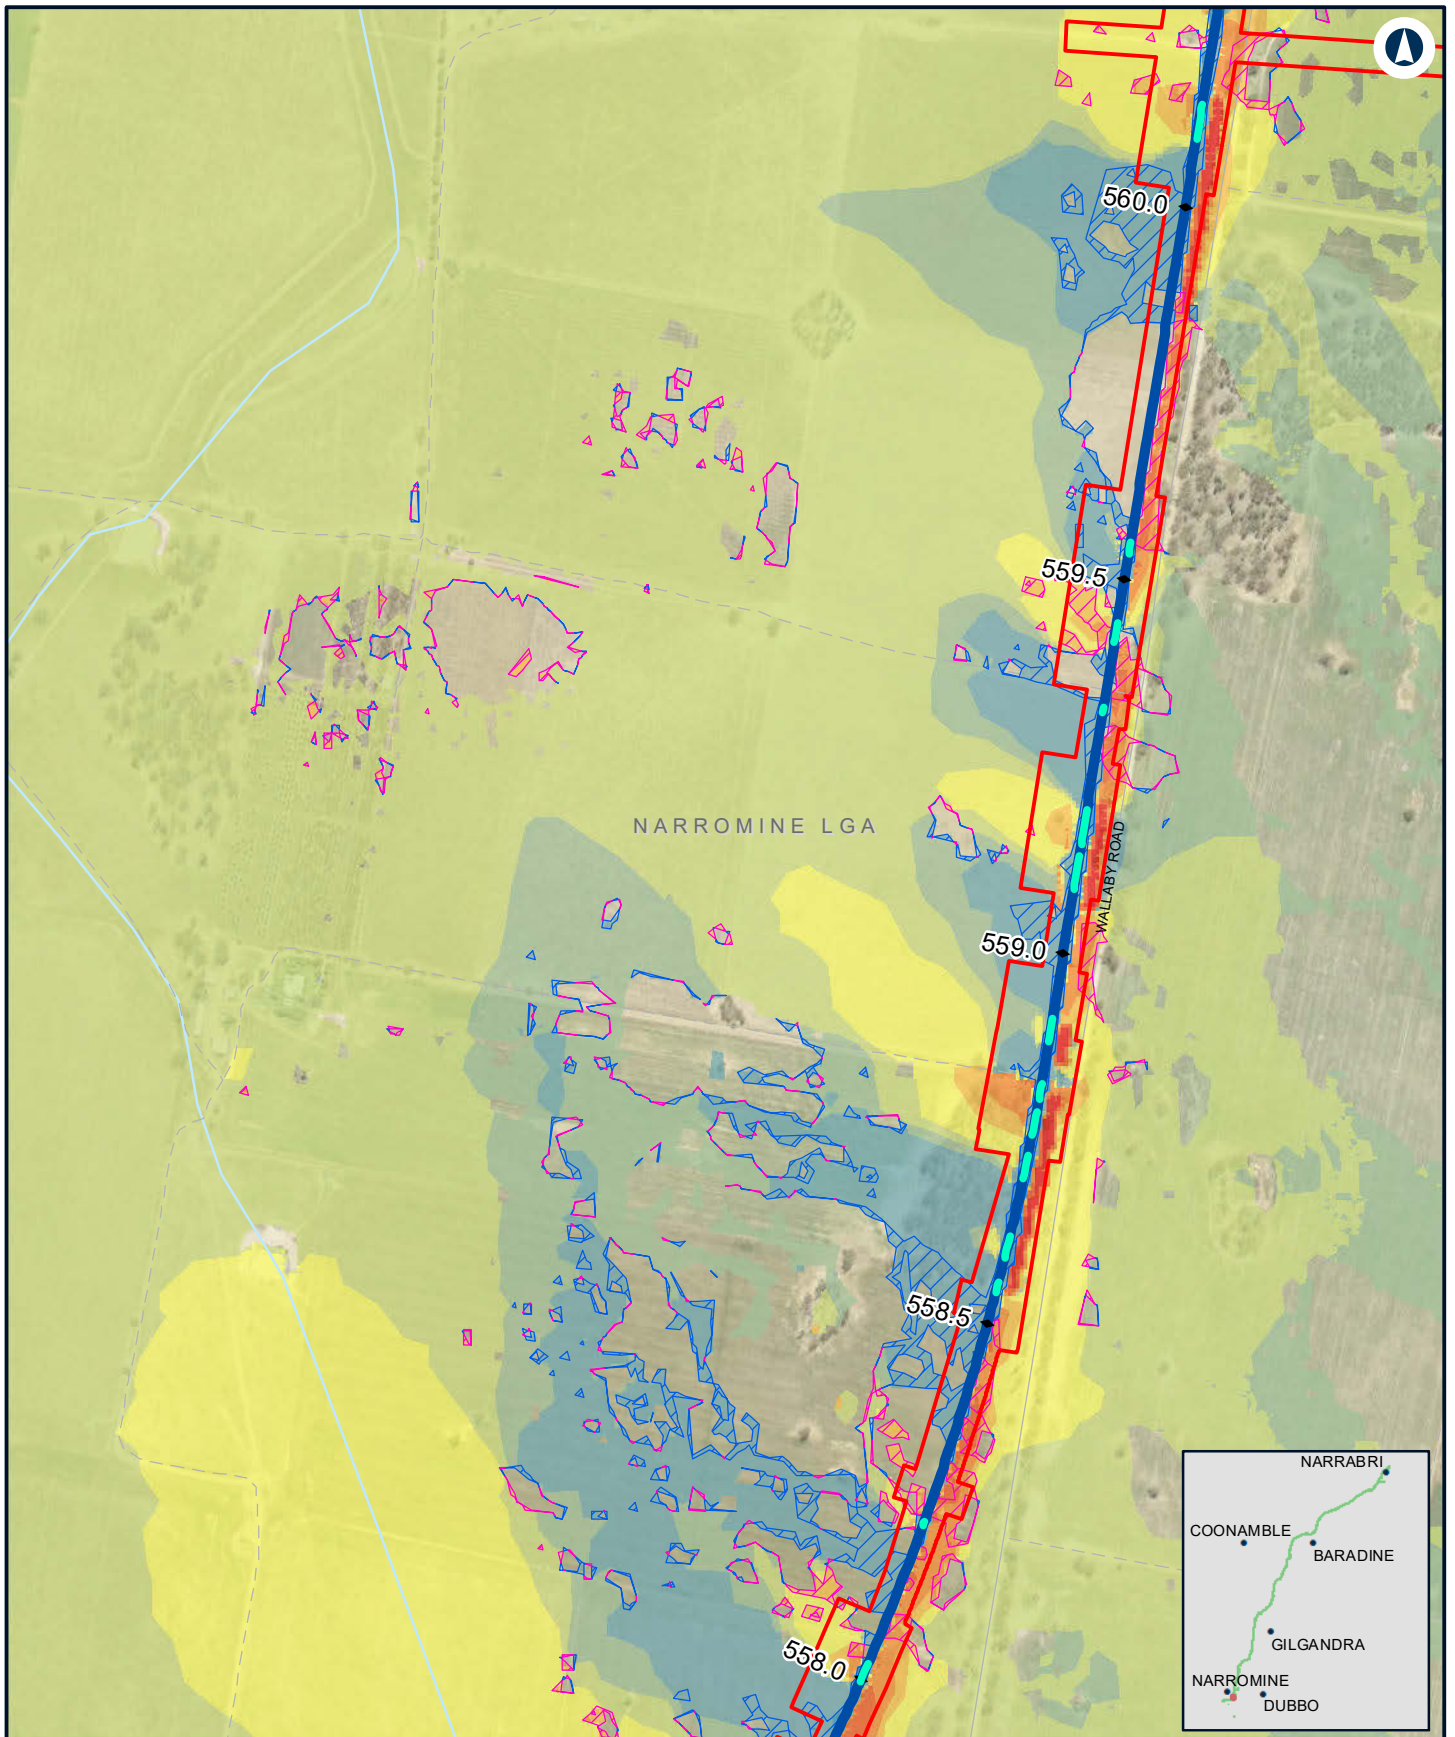 560.0
559.5
NARROMINE LGA
WALLABY ROAD
559.0
558.5
558.0
NARRABRI
COONAMBLE
BARADINE
GILGANDRA
NARROMINE
DUBBO